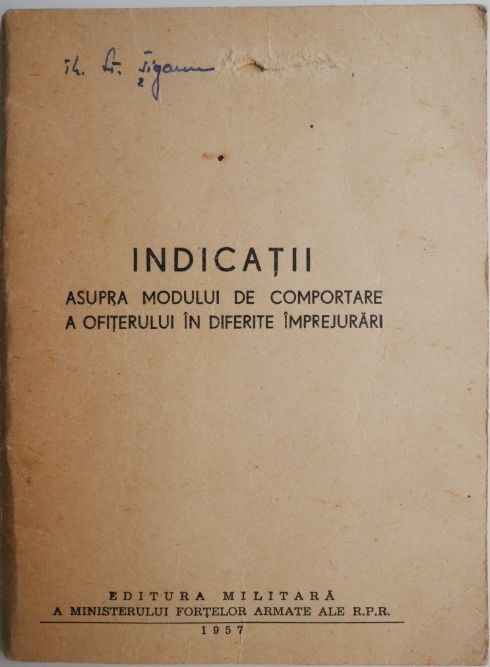 INDICAȚII
ASUPRA MODULUI DE COMPORTARE
A OFIȚERULUI ÎN DIFERITE ÎMPREJURĂRI
EDITURA MILITARĂ
A MINISTERULUI FORȚELOR ARMATE ALE R.P.R.
1957